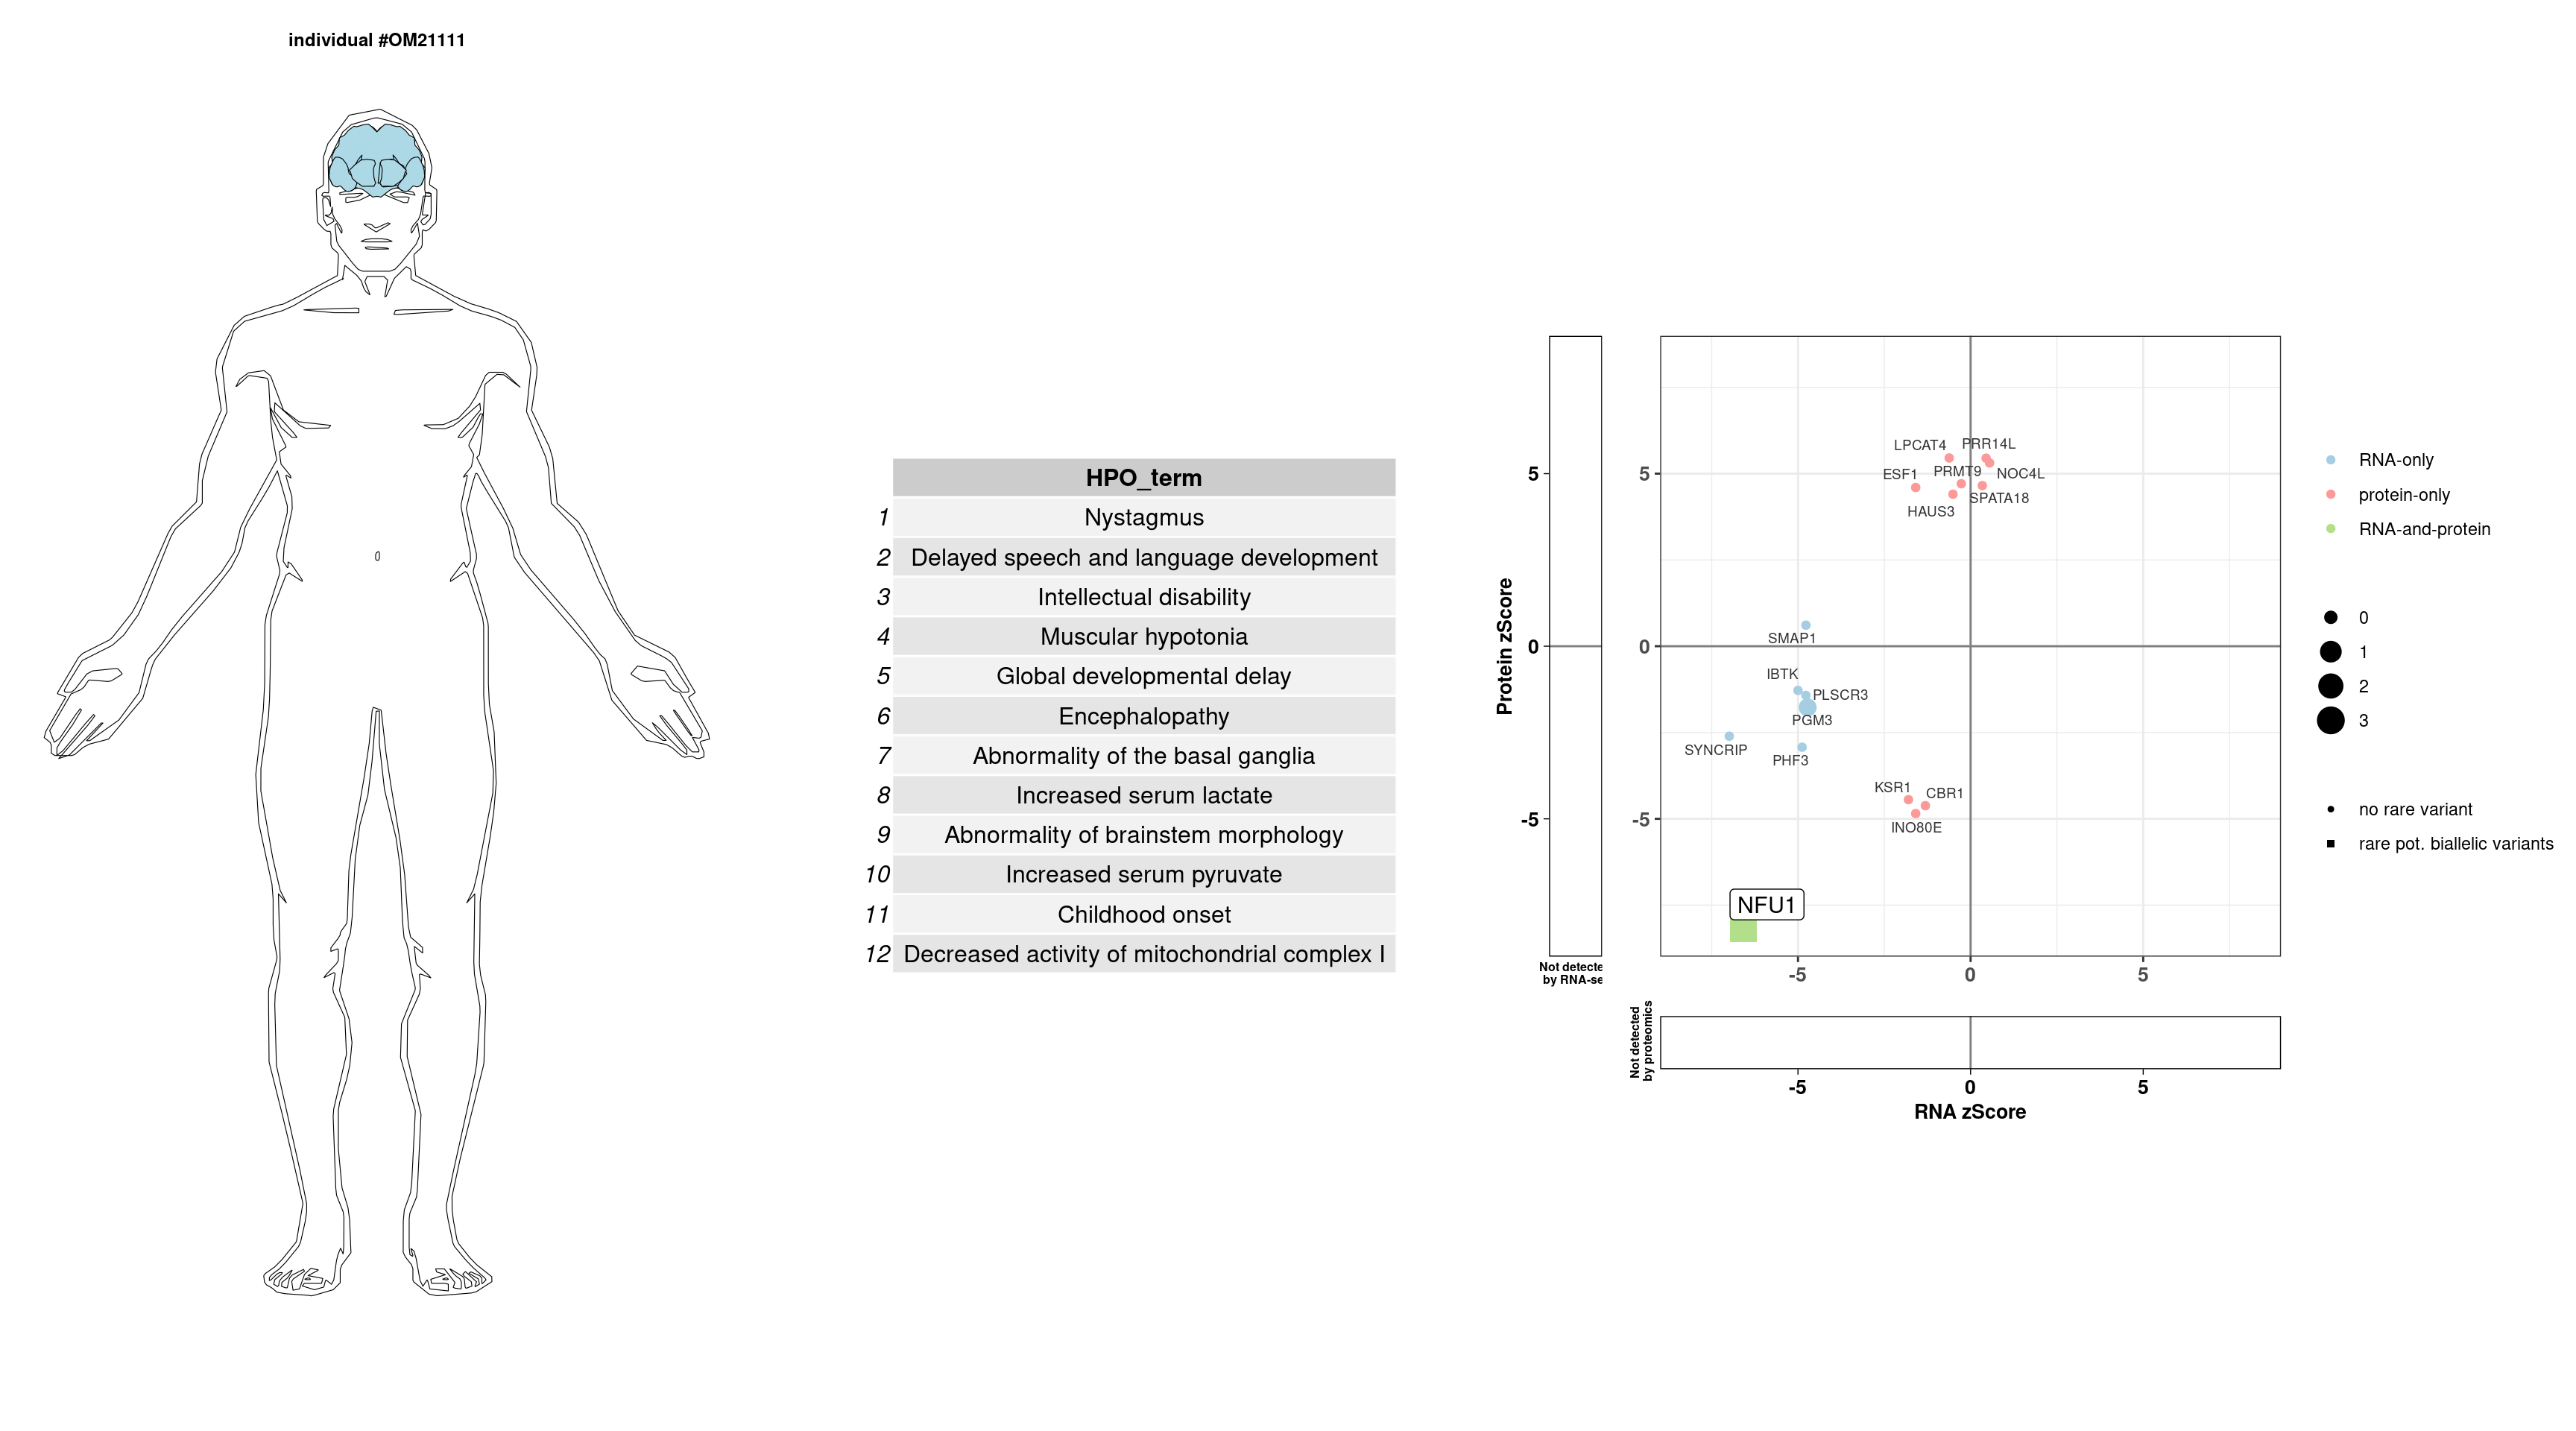 individual #OM21111
HPO_term
1 Nystagmus
2 Delayed speech and language development
3 Intellectual disability
4 Muscular hypotonia
5 Global developmental delay
6 Encephalopathy
7 Abnormality of the basal ganglia
8 Increased serum lactate
9 Abnormality of brainstem morphology
10 Increased serum pyruvate
11 Childhood onset
12 Decreased activity of mitochondrial complex I
Protein zScore
5
0
-5
Not detecte
by RNA-se
5
0
-5
LPCAT4
PRR14L
ESF1
PRMT9
NOC4L
SPATA18
HAUS3
SMAP1
IBTK
PLSCR3
PGM3
SYNCRIP
PHF3
KSR1
CBR1
INO80E
NFU1
-5 0 5
Not detected
by proteomics
-5 0 5
RNA zScore
RNA-only
protein-only
RNA-and-protein
0
1
2
3
no rare variant
rare pot. biallelic variants